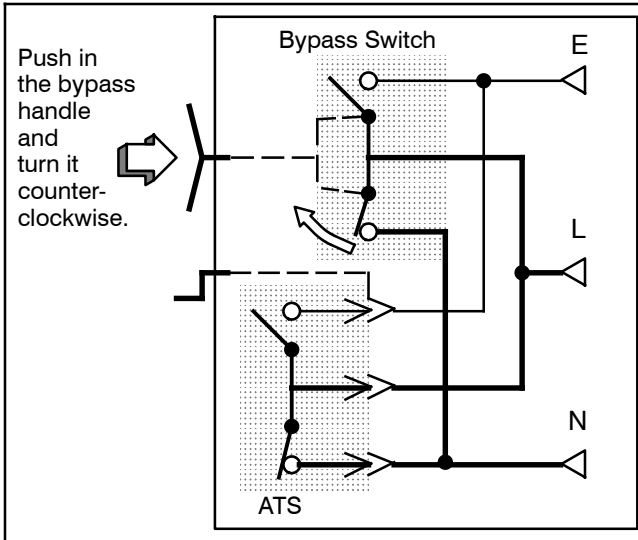 Push in
the bypass
handle
and
turn it
counter-
clockwise.
Bypass Switch
E
L
N
ATS